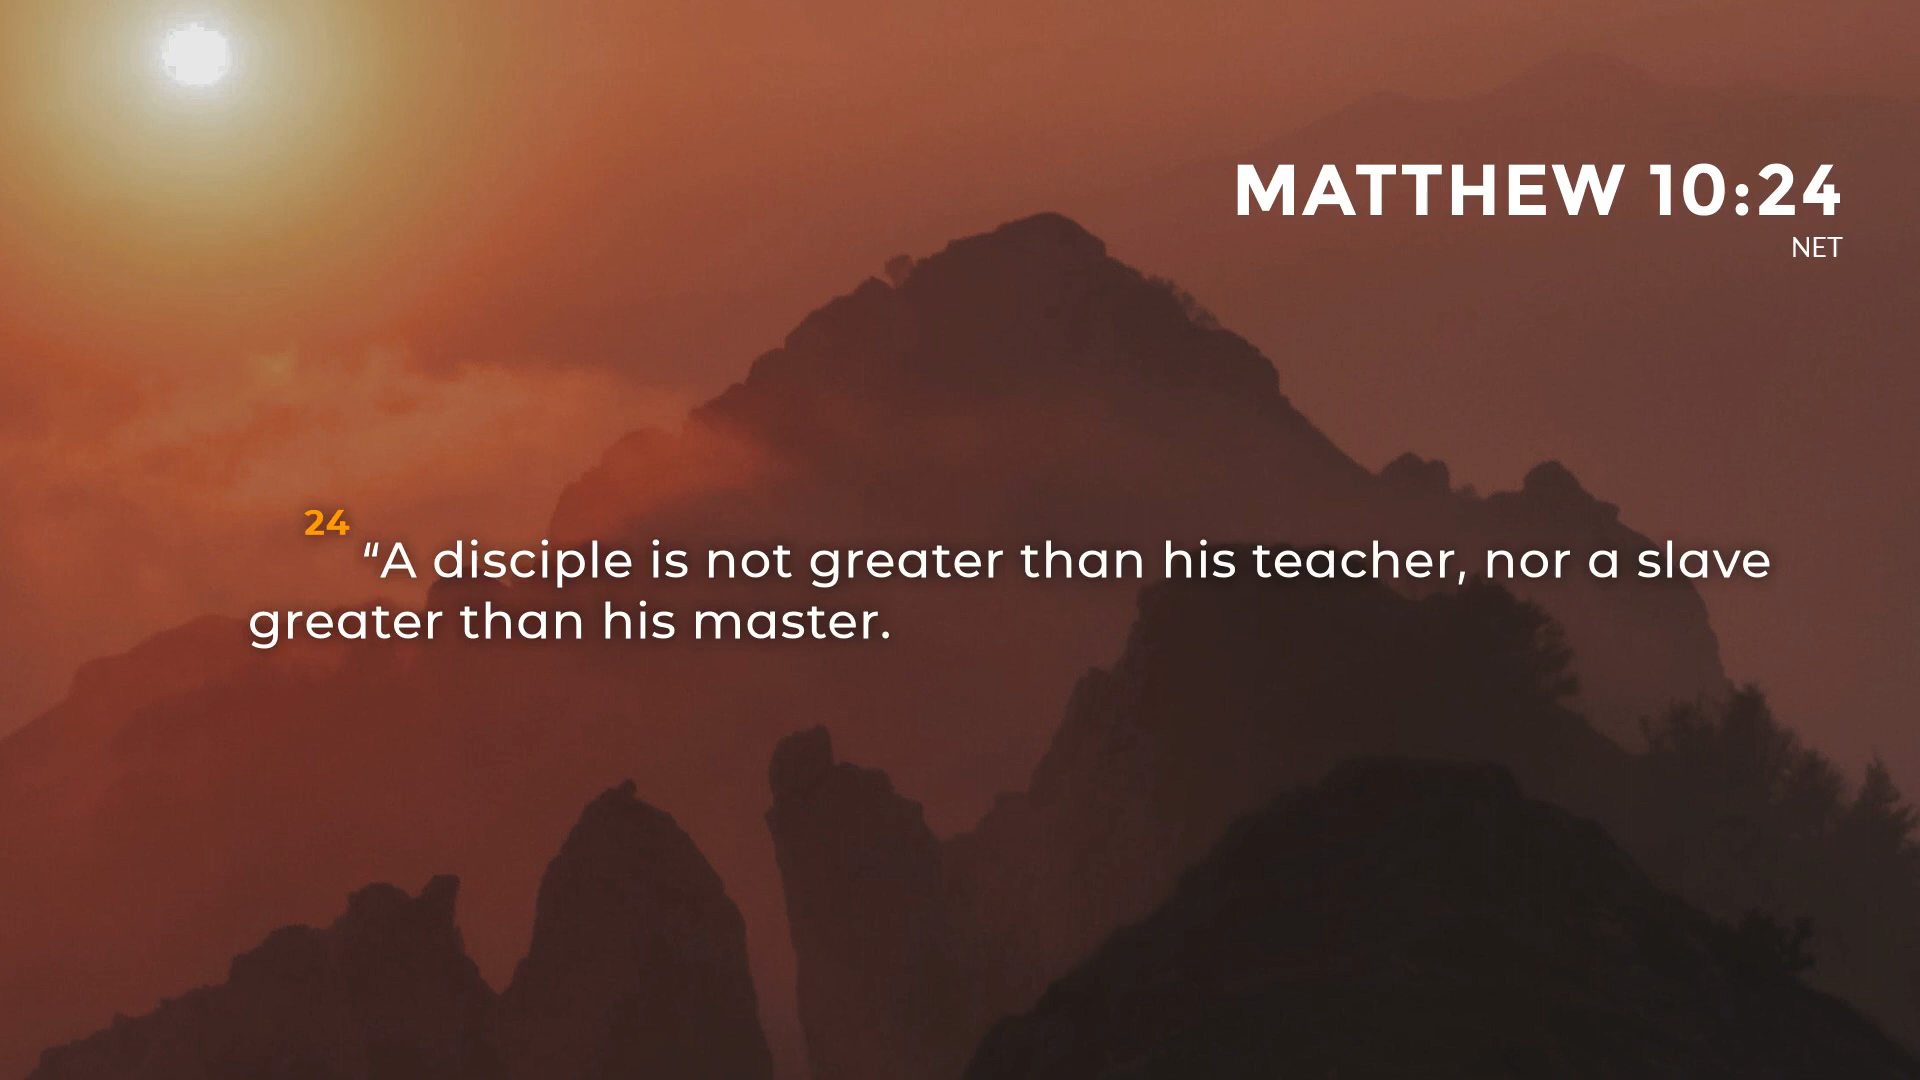 MATTHEW 10:24
NET
24 “A disciple is not greater than his teacher, nor a slave
greater than his master.